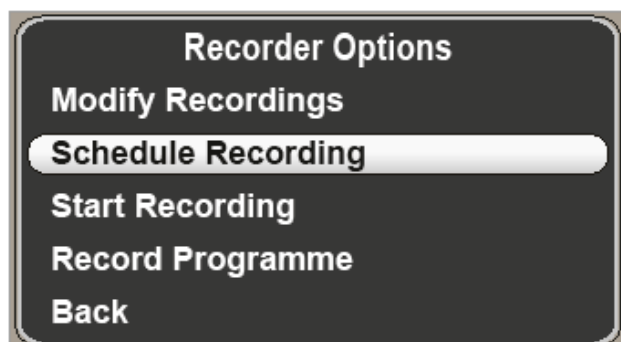 Recorder Options
Modify Recordings
Schedule Recording
Start Recording
Record Programme
Back